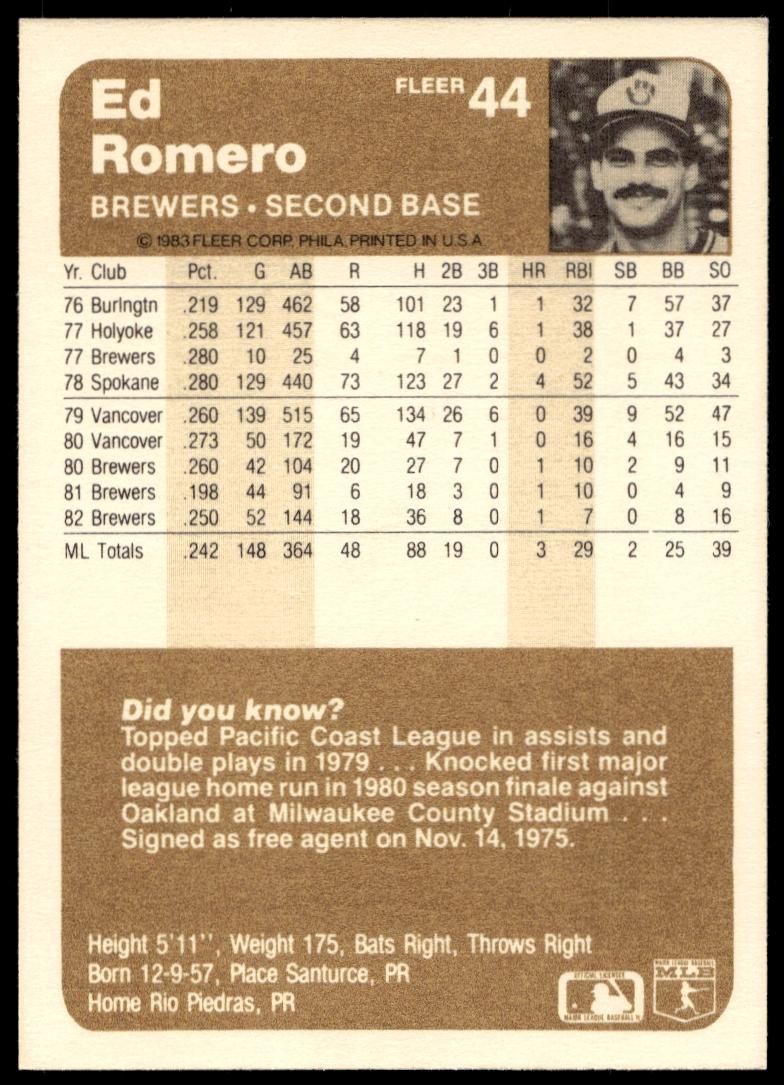 Ed
FLEER 44
Romero
BREWERS • SECOND BASE
© 1983 FLEER CORP. PHILA. PRINTED IN U.S.A.
Yr. Club Pct. G AB R H 2B 3B HR RBI SB BB SO
76 Burlngtn .219 129 462 58 101 23 1 1 32 7 57 37
77 Holyoke .258 121 457 63 118 19 6 1 38 1 37 27
77 Brewers .280 10 25 4 7 1 0 0 2 0 4 3
78 Spokane .280 129 440 73 123 27 2 4 52 5 43 34
79 Vancover .260 139 515 65 134 26 6 0 39 9 52 47
80 Vancover .273 50 172 19 47 7 1 0 16 4 16 15
80 Brewers .260 42 104 20 27 7 0 1 10 2 9 11
81 Brewers .198 44 91 6 18 3 0 1 10 0 4 9
82 Brewers .250 52 144 18 36 8 0 1 7 0 8 16
ML Totals .242 148 364 48 88 19 0 3 29 2 25 39
Did you know?
Topped Pacific Coast League in assists and
double plays in 1979 . . . Knocked first major
league home run in 1980 season finale against
Oakland at Milwaukee County Stadium . . .
Signed as free agent on Nov. 14, 1975.
Height 5'11'', Weight 175, Bats Right, Throws Right
Born 12-9-57, Place Santurce, PR
Home Rio Piedras, PR
OFFICIAL LICENSEE
MAJOR LEAGUE BASEBALL
MAJOR LEAGUE BASEBALL
MLB